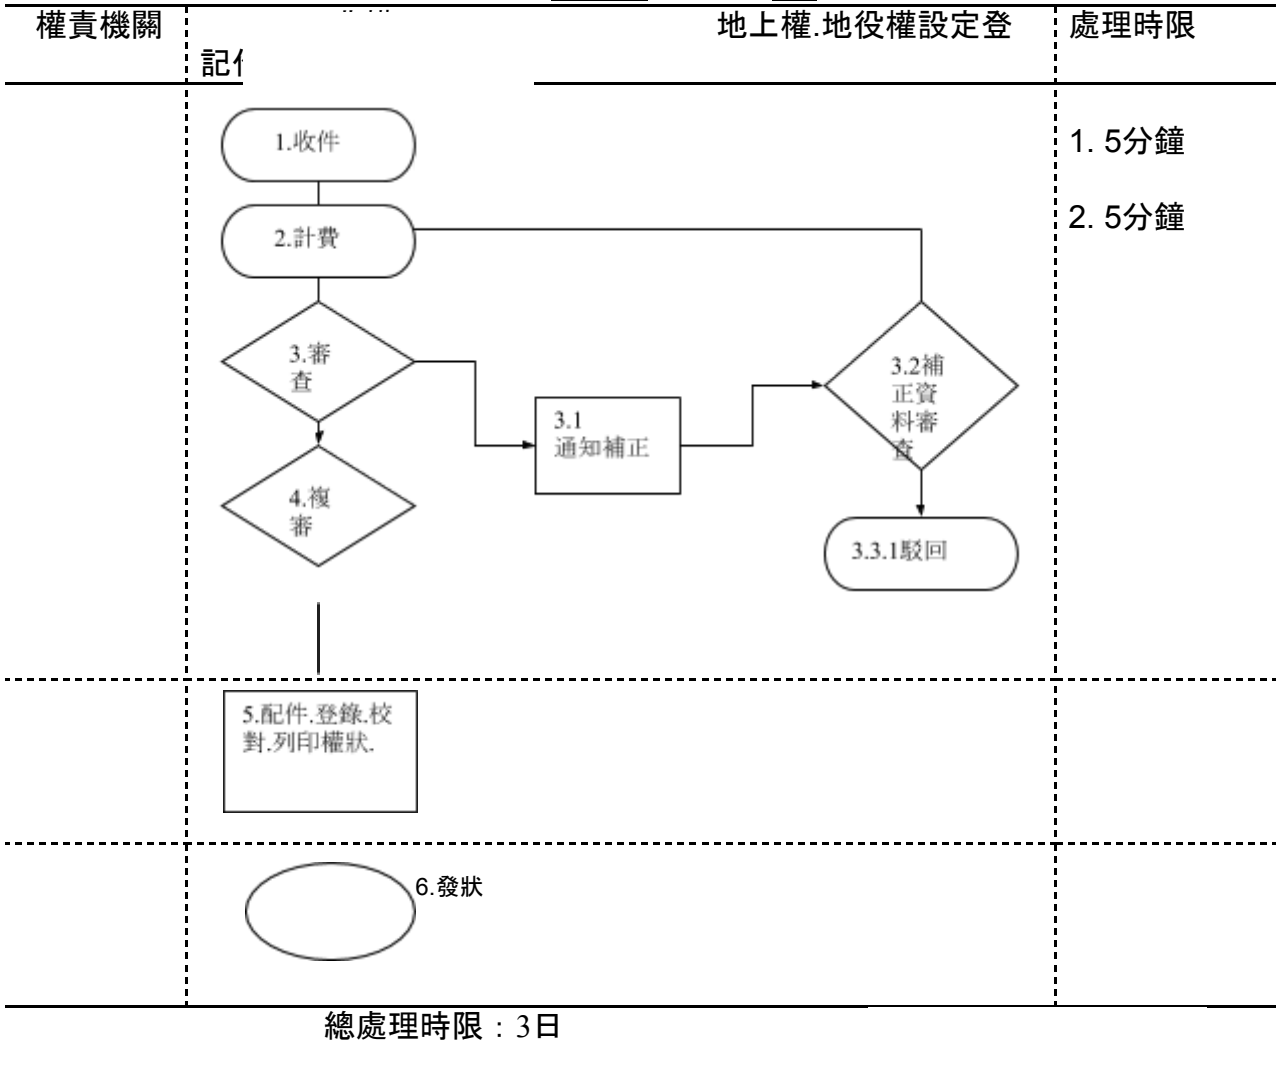 權責機關
地上權.地役權設定登
處理時限
記
1.收件
1. 5分鐘
2.計費
2. 5分鐘
3.審
查
3.1
通知補正
3.2補
正資
料審
查
4.複
審
3.3.1駁回
5.配件.登錄.校
對.列印權狀.
6.發狀
總處理時限：3日